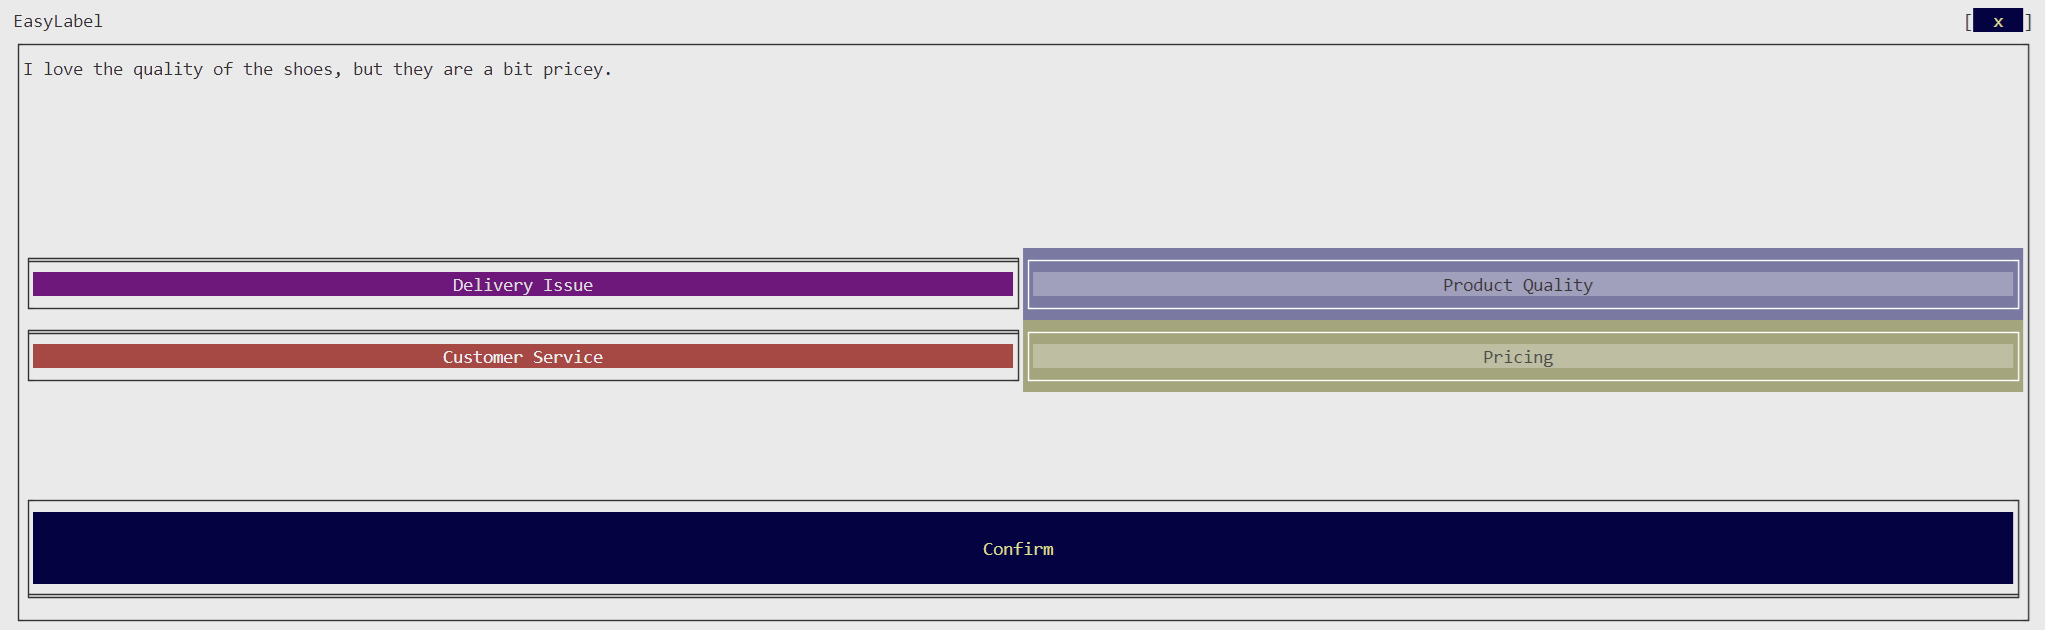 EasyLabel [ x ]
I love the quality of the shoes, but they are a bit pricey.
Delivery Issue Product Quality
Customer Service Pricing
Confirm